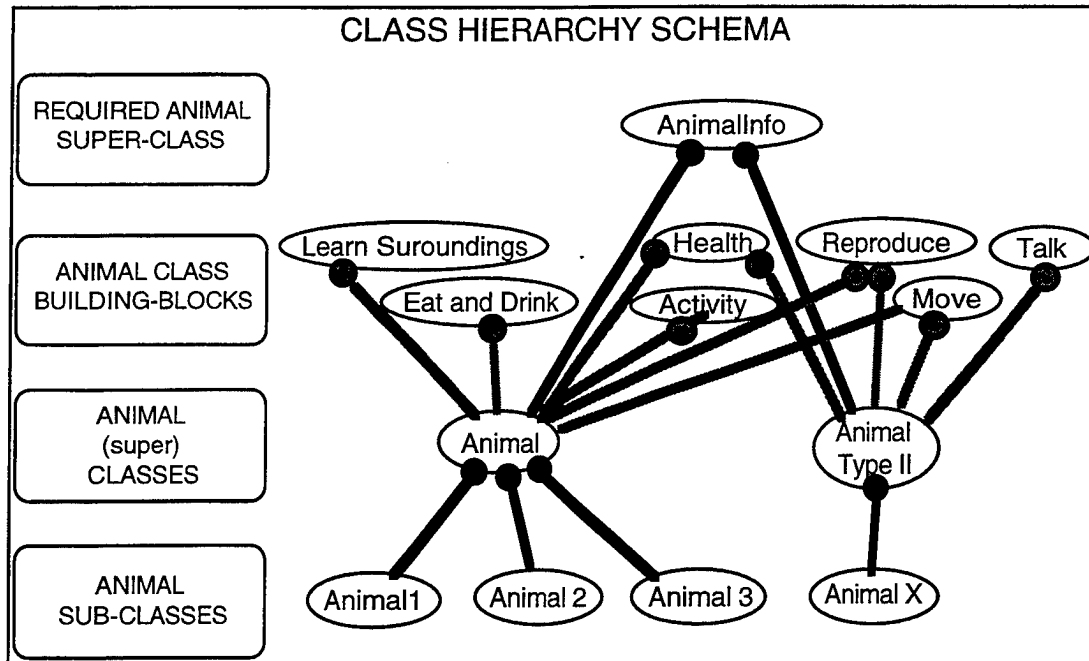 CLASS HIERARCHY SCHEMA
REQUIRED ANIMAL
SUPER-CLASS
AnimalInfo
Learn Suroundings
Health
Reproduce
Talk
ANIMAL CLASS
BUILDING-BLOCKS
Eat and Drink
Activity
Move
ANIMAL
(super)
CLASSES
Animal
Animal
Type II
ANIMAL
SUB-CLASSES
Animal1
Animal 2
Animal 3
Animal X